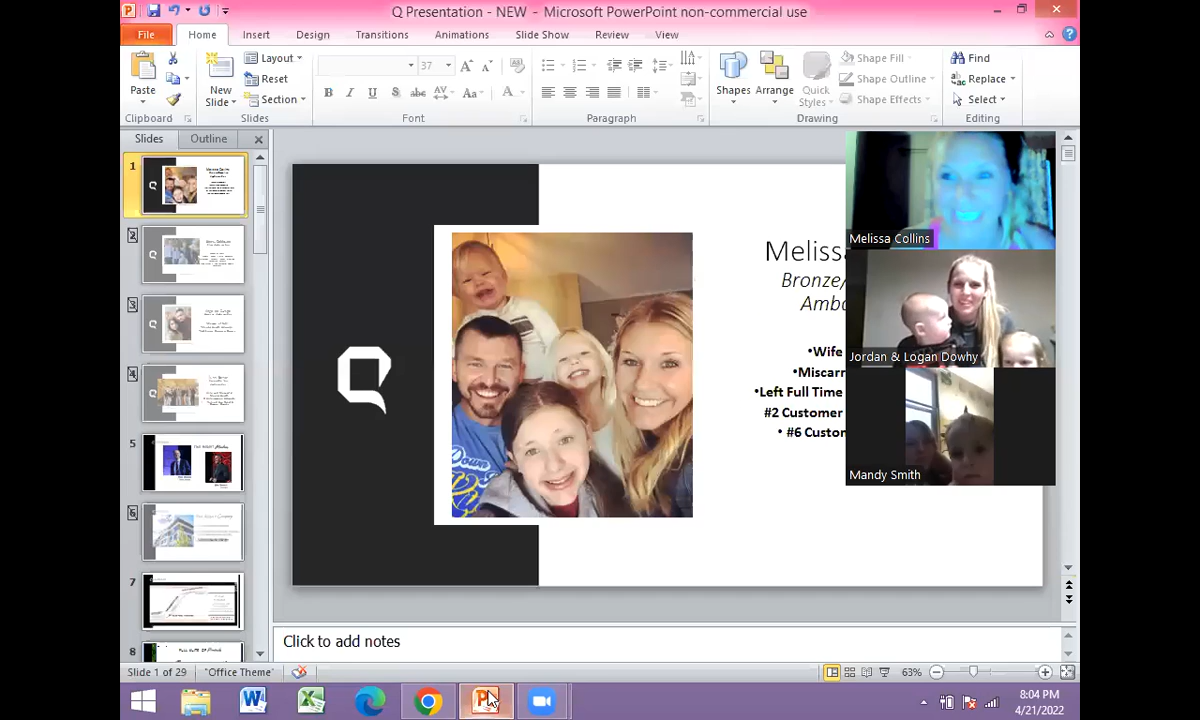 Q Presentation - NEW - Microsoft PowerPoint non-commercial use
File Home Insert Design Transitions Animations Slide Show Review View
Paste
Clipboard
New Slide
Layout
Reset
Section
Slides
37
B I U S abc AV Aa A
Font
Paragraph
Shapes Arrange Quick Styles
Shape Fill
Shape Outline
Shape Effects
Drawing
Find
Replace
Select
Editing
Slides Outline
1
2
3
4
5
6
7
8
Q
Melissa
Bronze/
•Wife
•Left Full Time
#2 Customer
Melissa Collins
Jordan & Logan Dowhy
Mandy Smith
Click to add notes
Slide 1 of 29 "Office Theme" 63%
8:04 PM
4/21/2022